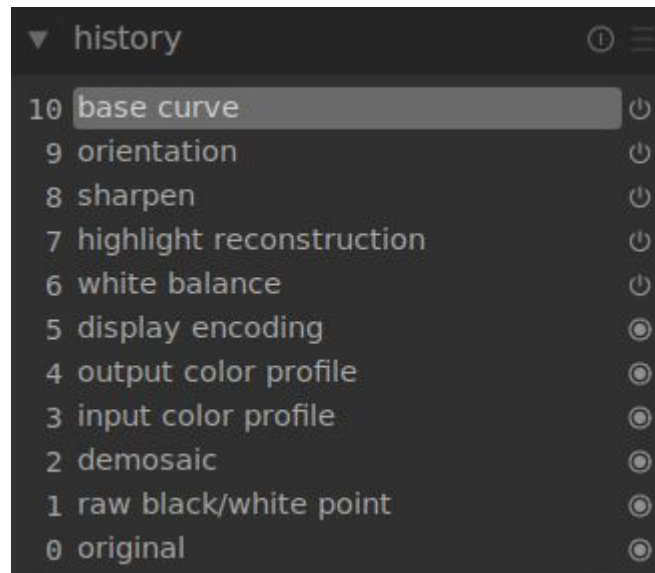 history
10 base curve
9 orientation
8 sharpen
7 highlight reconstruction
6 white balance
5 display encoding
4 output color profile
3 input color profile
2 demosaic
1 raw black/white point
0 original